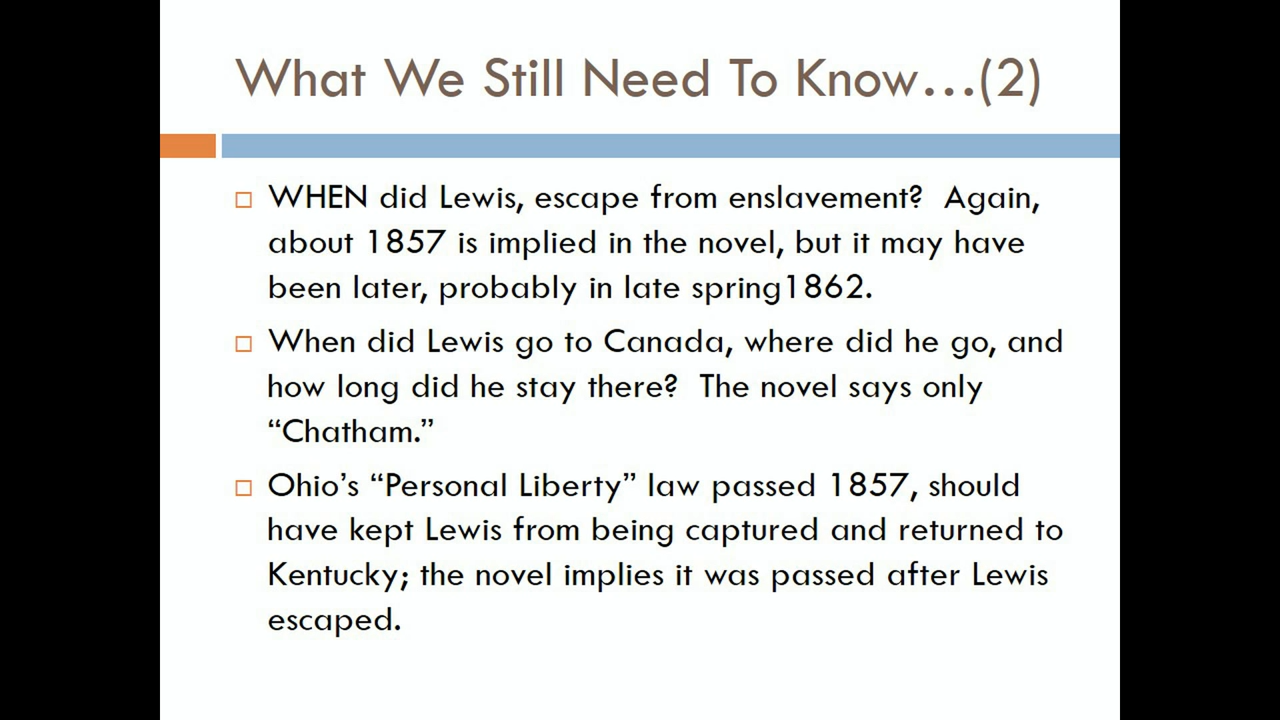 What We Still Need To Know…(2)
WHEN did Lewis, escape from enslavement?  Again,
about 1857 is implied in the novel, but it may have
been later, probably in late spring1862.
When did Lewis go to Canada, where did he go, and
how long did he stay there?  The novel says only
“Chatham.”
Ohio’s “Personal Liberty” law passed 1857, should
have kept Lewis from being captured and returned to
Kentucky; the novel implies it was passed after Lewis
escaped.